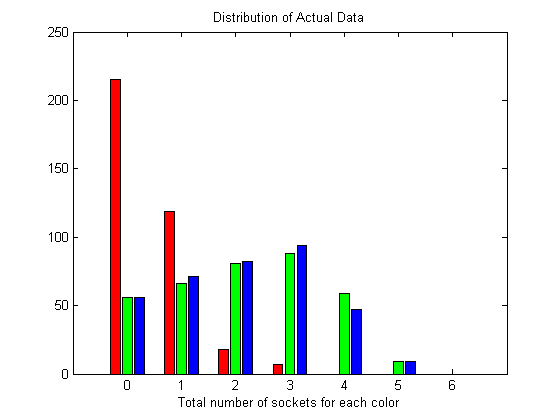 Distribution of Actual Data
250
200
150
100
50
0
0 1 2 3 4 5 6
Total number of sockets for each color